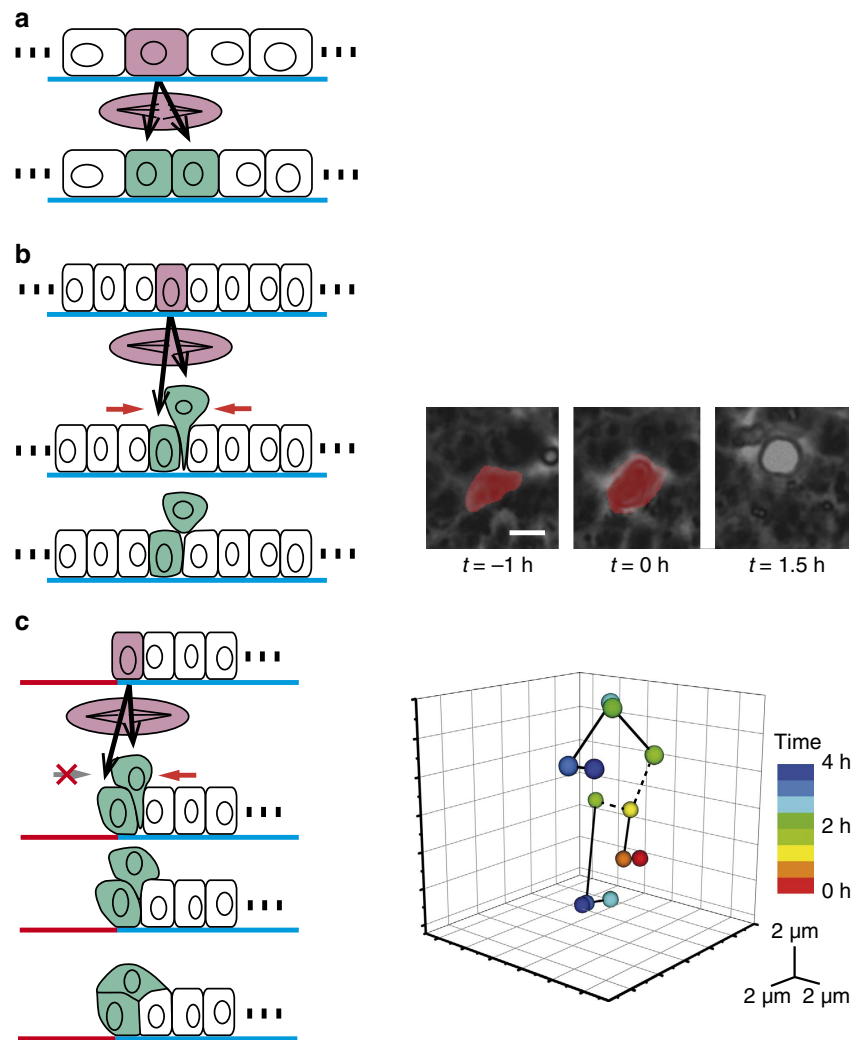 a
b
t = –1 h
t = 0 h
t = 1.5 h
c
Time
4 h
2 h
0 h
2 µm
2 µm 2 µm